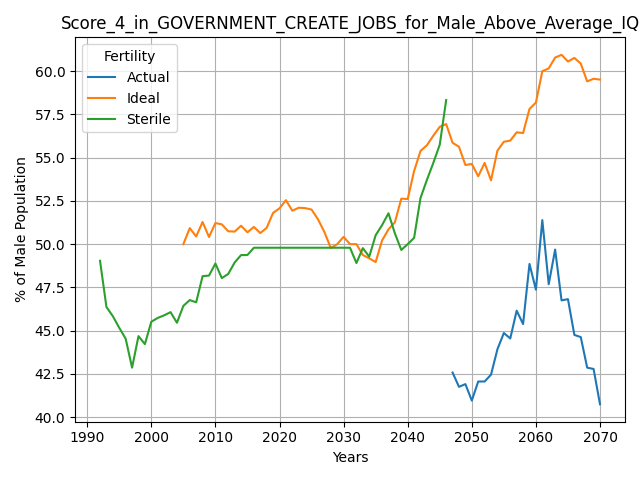 Score_4_in_GOVERNMENT_CREATE_JOBS_for_Male_Above_Average_IQ
Fertility
Actual
Ideal
Sterile
% of Male Population
60.0
57.5
55.0
52.5
50.0
47.5
45.0
42.5
40.0
1990
2000
2010
2020
2030
2040
2050
2060
2070
Years